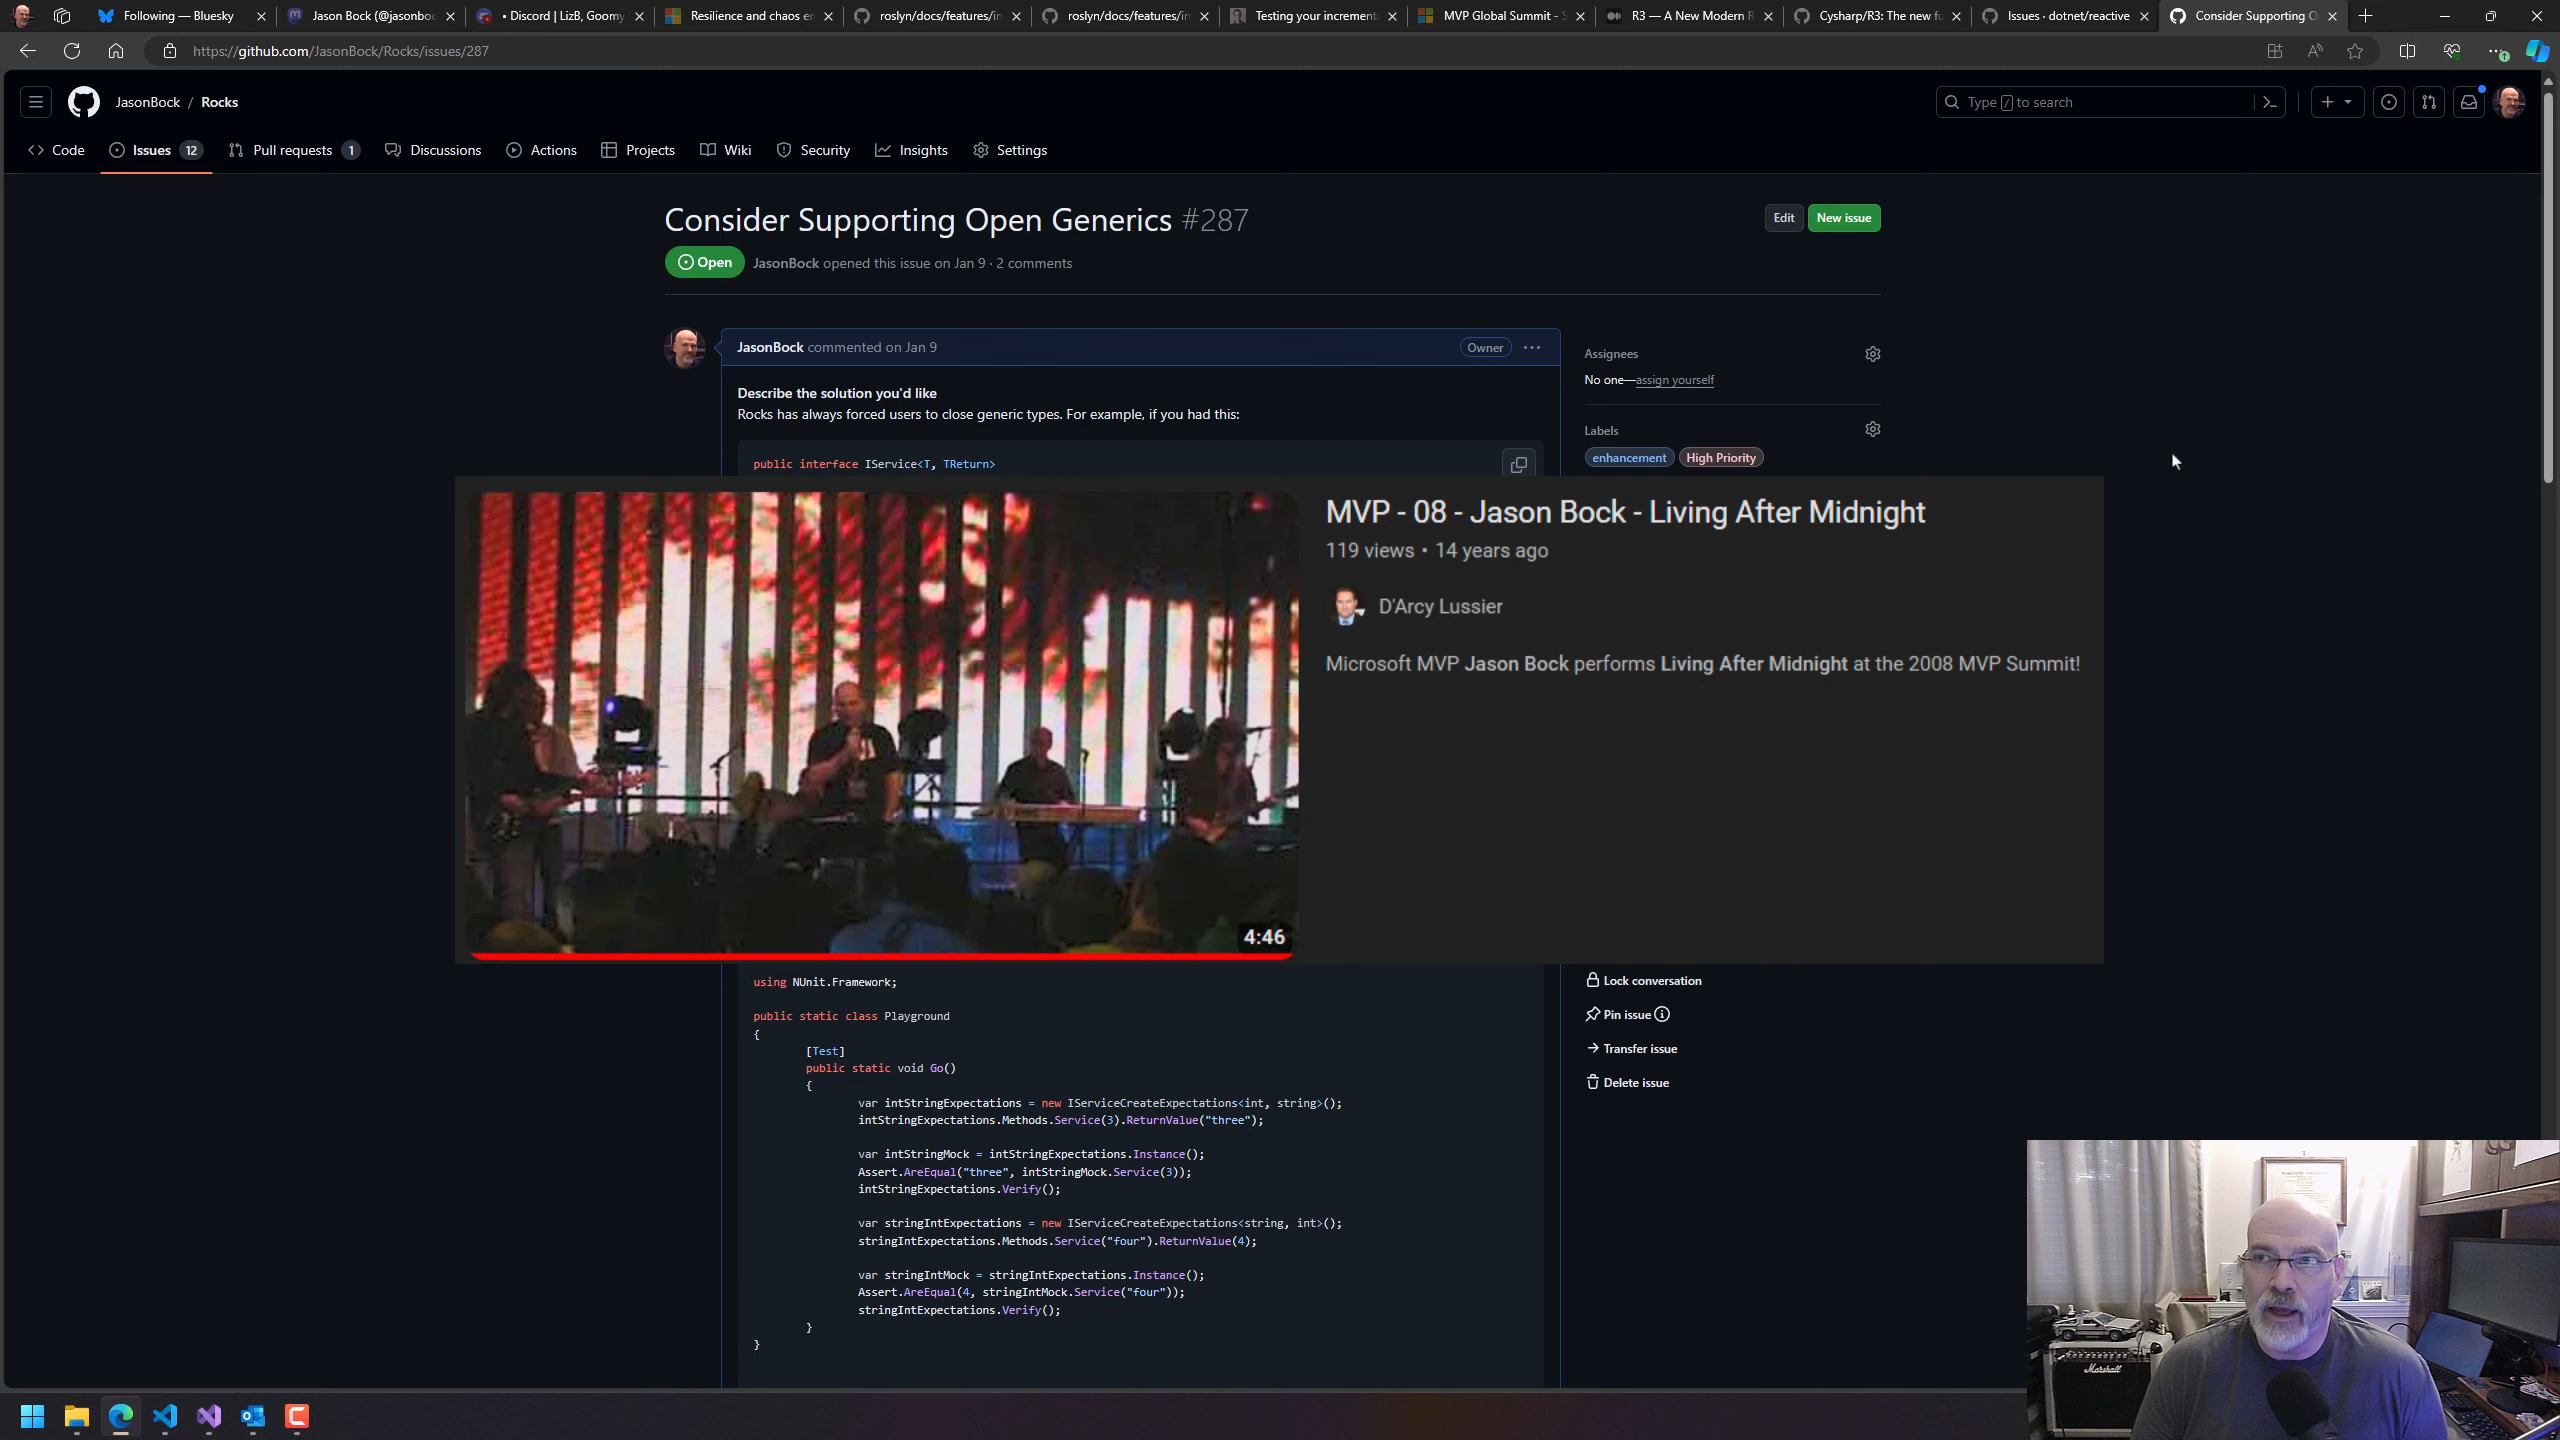 Following — Bluesky
Jason Bock (@jasonboc
• Discord | LizB, Goomy
Resilience and chaos en
roslyn/docs/features/in
roslyn/docs/features/in
Testing your increment
MVP Global Summit - S
R3 — A New Modern R
Cysharp/R3: The new fu
Issues · dotnet/reactive
Consider Supporting O
https://github.com/JasonBock/Rocks/issues/287
JasonBock / Rocks
Type / to search
Code
Issues 12
Pull requests 1
Discussions
Actions
Projects
Wiki
Security
Insights
Settings
Consider Supporting Open Generics #287
Edit
New issue
Open
JasonBock opened this issue on Jan 9 · 2 comments
JasonBock commented on Jan 9
Owner
Describe the solution you'd like
Rocks has always forced users to close generic types. For example, if you had this:
public interface IService<T, TReturn>
Assignees
No one—assign yourself
Labels
enhancement
High Priority
MVP - 08 - Jason Bock - Living After Midnight
119 views • 14 years ago
D'Arcy Lussier
Microsoft MVP Jason Bock performs Living After Midnight at the 2008 MVP Summit!
4:46
using NUnit.Framework;
public static class Playground
{
[Test]
public static void Go()
{
var intStringExpectations = new IServiceCreateExpectations<int, string>();
intStringExpectations.Methods.Service(3).ReturnValue("three");
var intStringMock = intStringExpectations.Instance();
Assert.AreEqual("three", intStringMock.Service(3));
intStringExpectations.Verify();
var stringIntExpectations = new IServiceCreateExpectations<string, int>();
stringIntExpectations.Methods.Service("four").ReturnValue(4);
var stringIntMock = stringIntExpectations.Instance();
Assert.AreEqual(4, stringIntMock.Service("four"));
stringIntExpectations.Verify();
}
}
Lock conversation
Pin issue
Transfer issue
Delete issue
Marshall